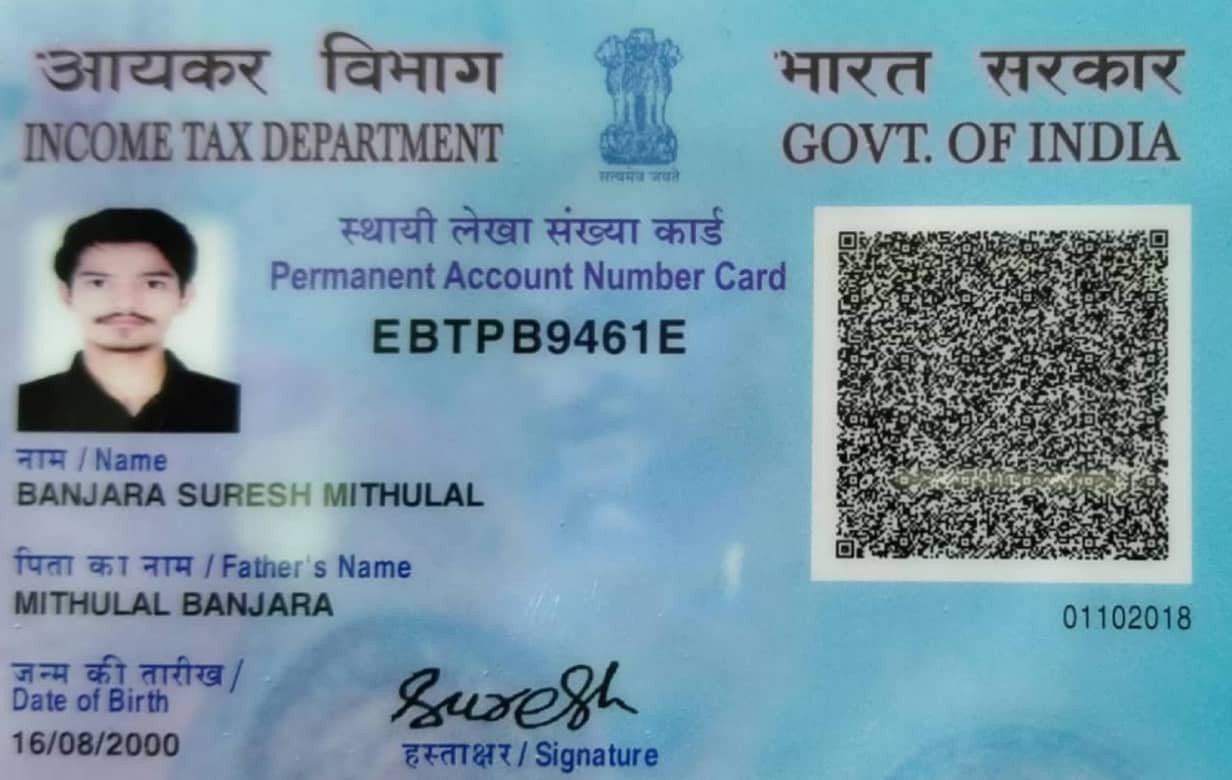 आयकर विभाग
INCOME TAX DEPARTMENT
सत्यमेव जयते
भारत सरकार
GOVT. OF INDIA
स्थायी लेखा संख्या कार्ड
Permanent Account Number Card
EBTPB9461E
नाम / Name
BANJARA SURESH MITHULAL
पिता का नाम / Father's Name
MITHULAL BANJARA
01102018
जन्म की तारीख /
Date of Birth
16/08/2000
Suresh
हस्ताक्षर / Signature